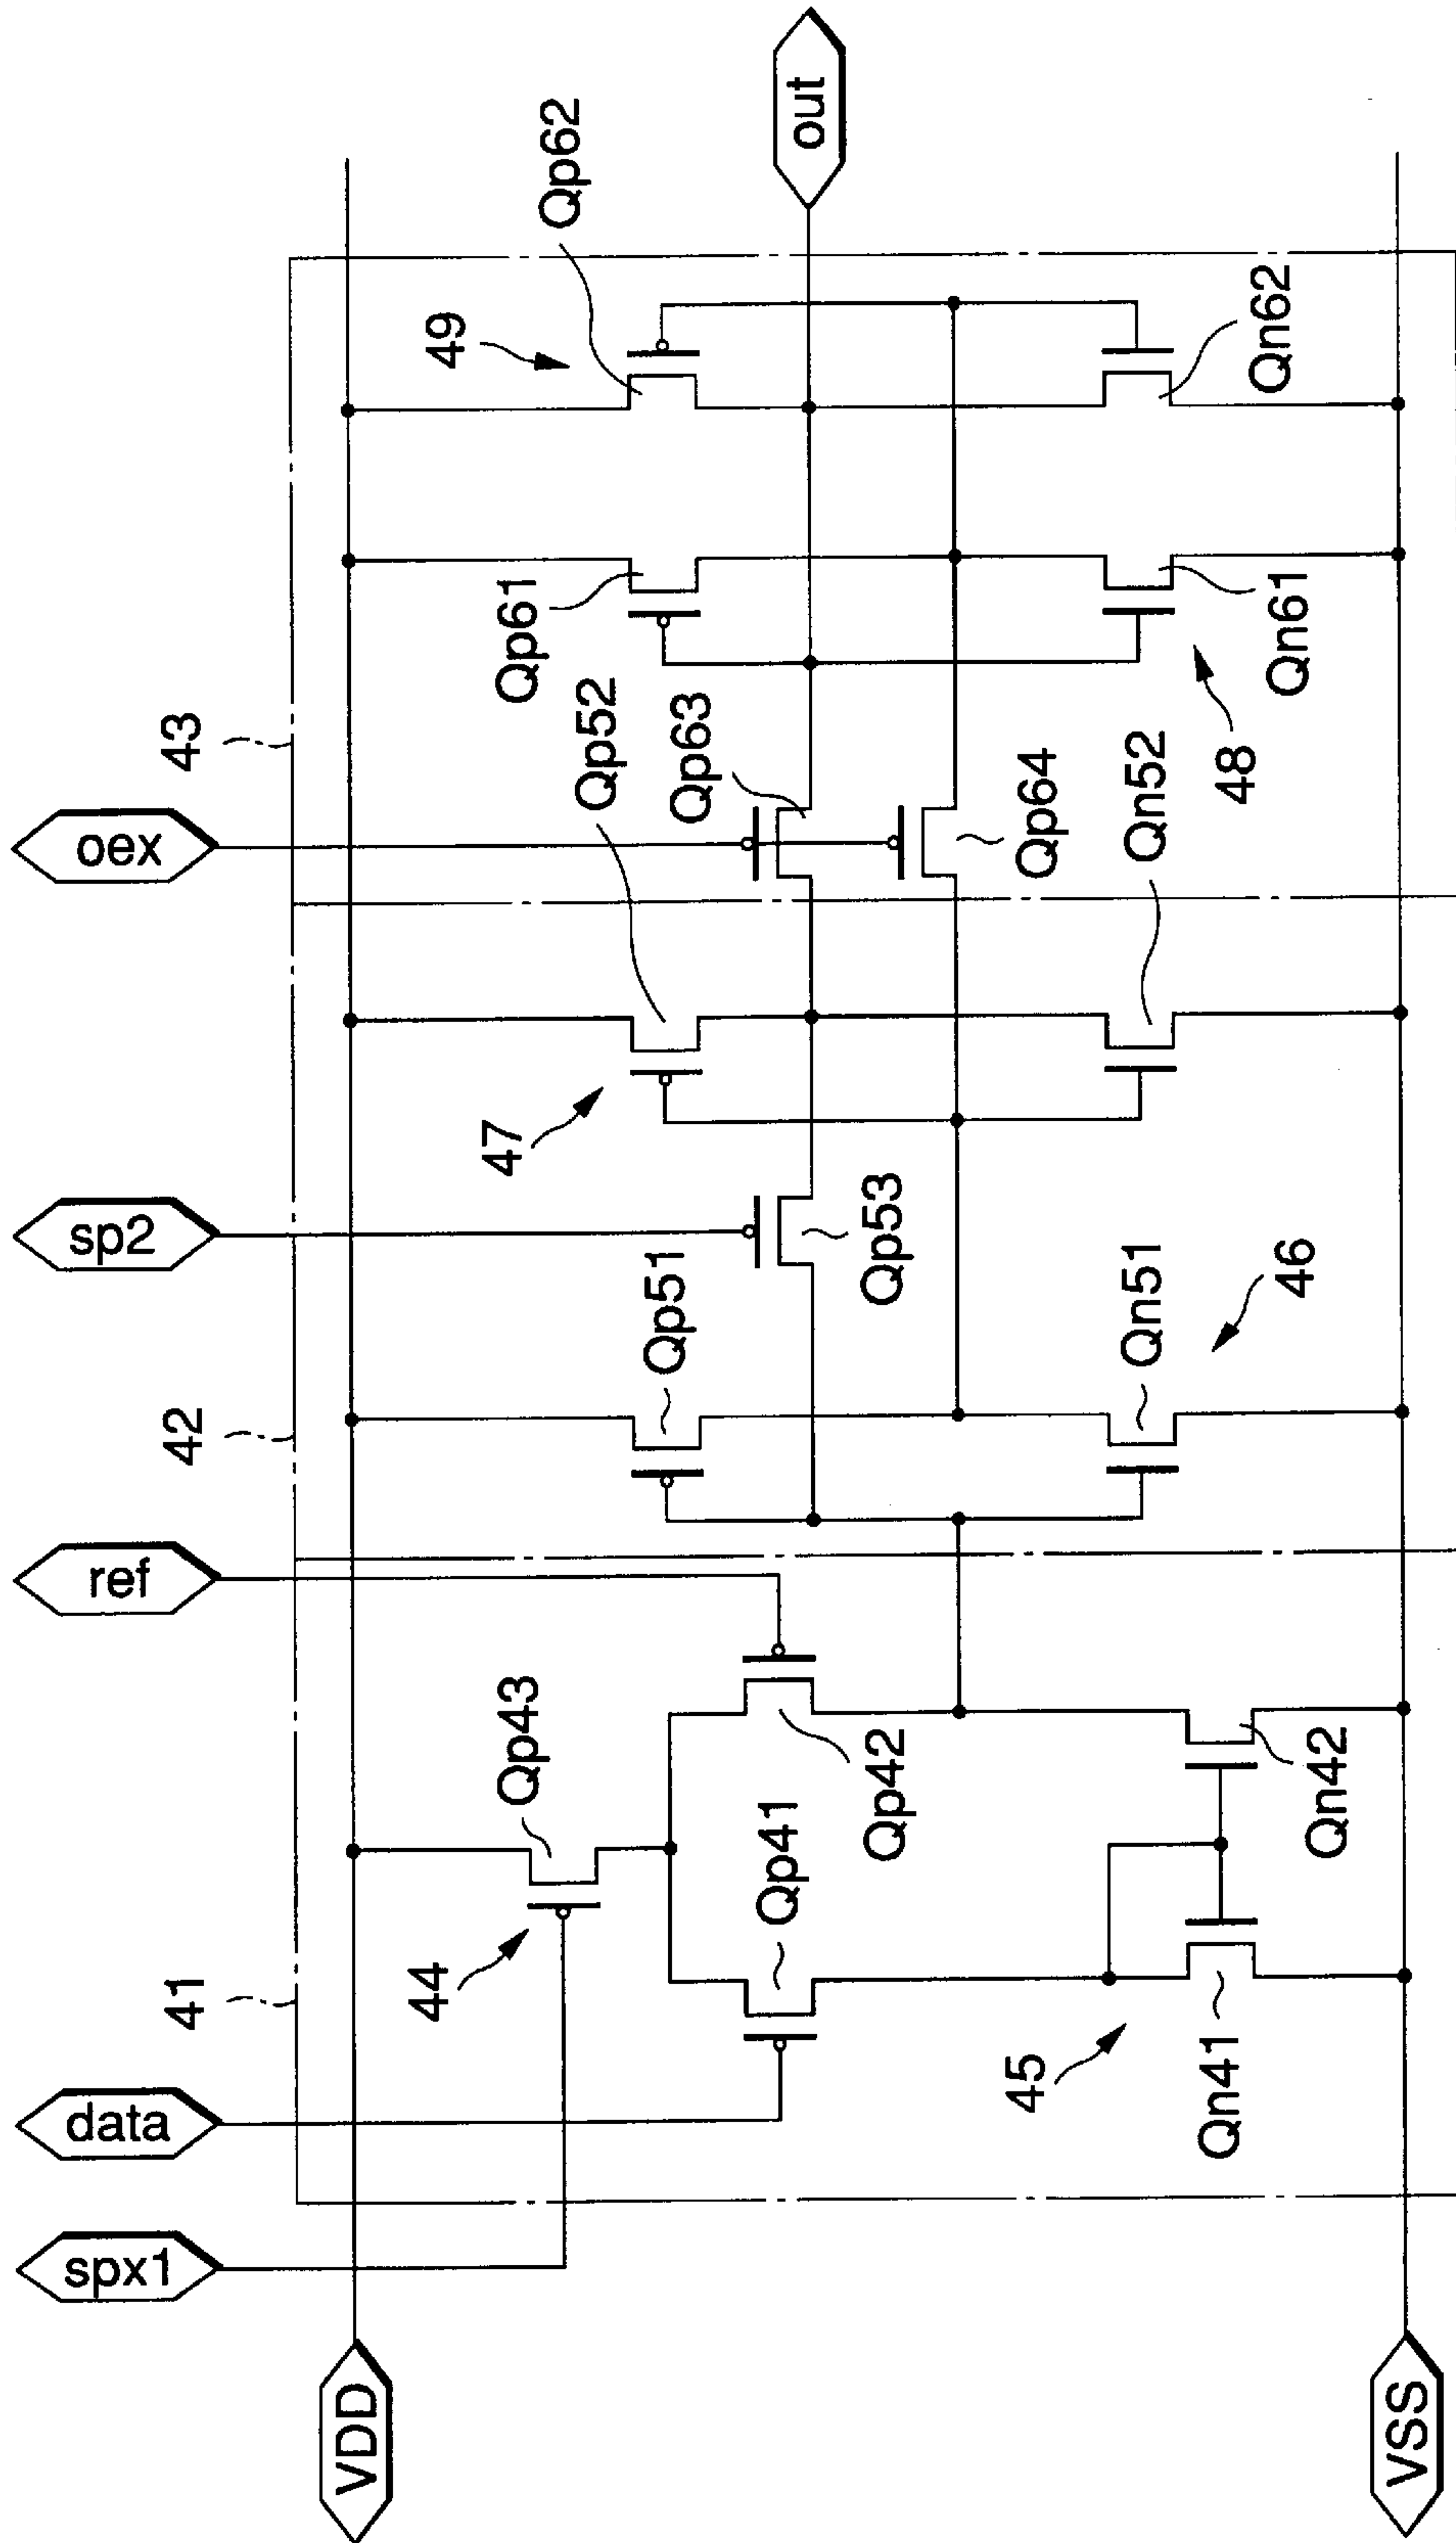 spx1
data
ref
sp2
oex
VDD
VSS
out
41
42
43
44
Qp43
Qp41
Qp42
45
Qn41
Qn42
Qp51
Qn51
46
Qp53
47
Qp52
Qn52
Qp63
Qp64
Qp61
Qn61
48
49
Qp62
Qn62